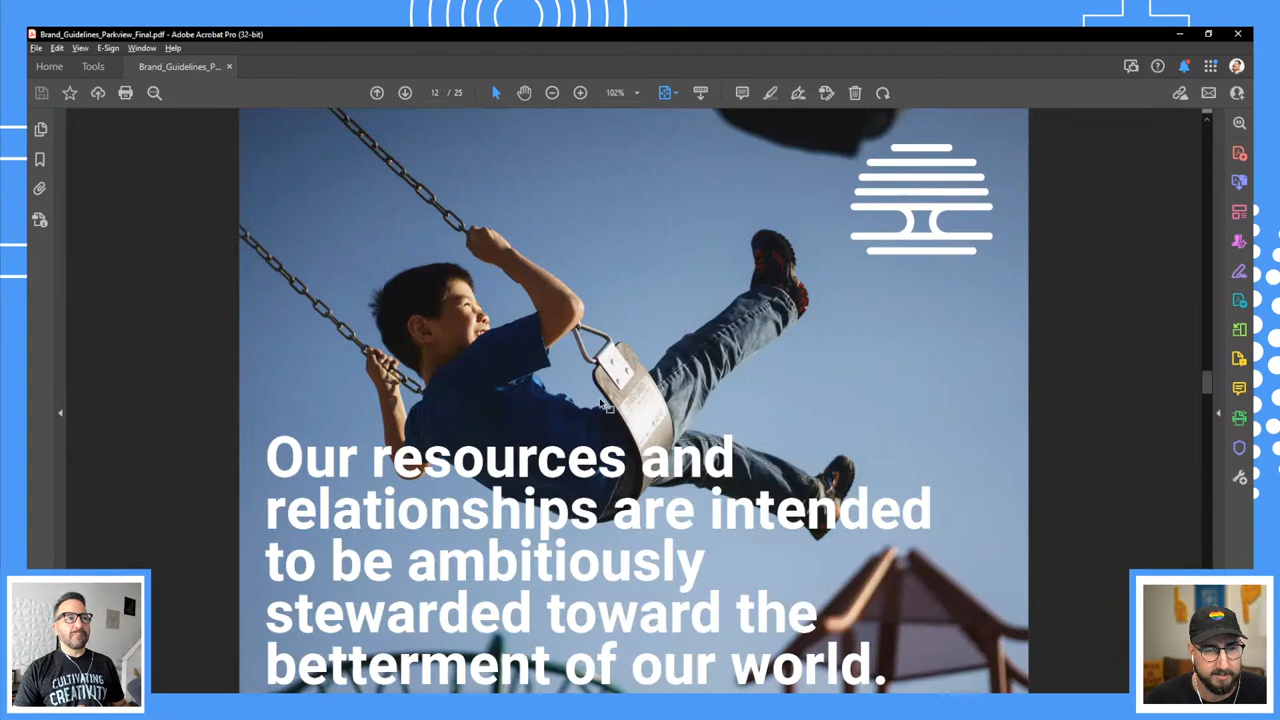 Brand_Guidelines_Parkview_Final.pdf - Adobe Acrobat Pro (32-bit)
File Edit View E-Sign Window Help
Home Tools Brand_Guidelines_P... ×
12 / 25 102%
Our resources and
relationships are intended
to be ambitiously
stewarded toward the
betterment of our world.
CULTIVATING
CREATIVITY